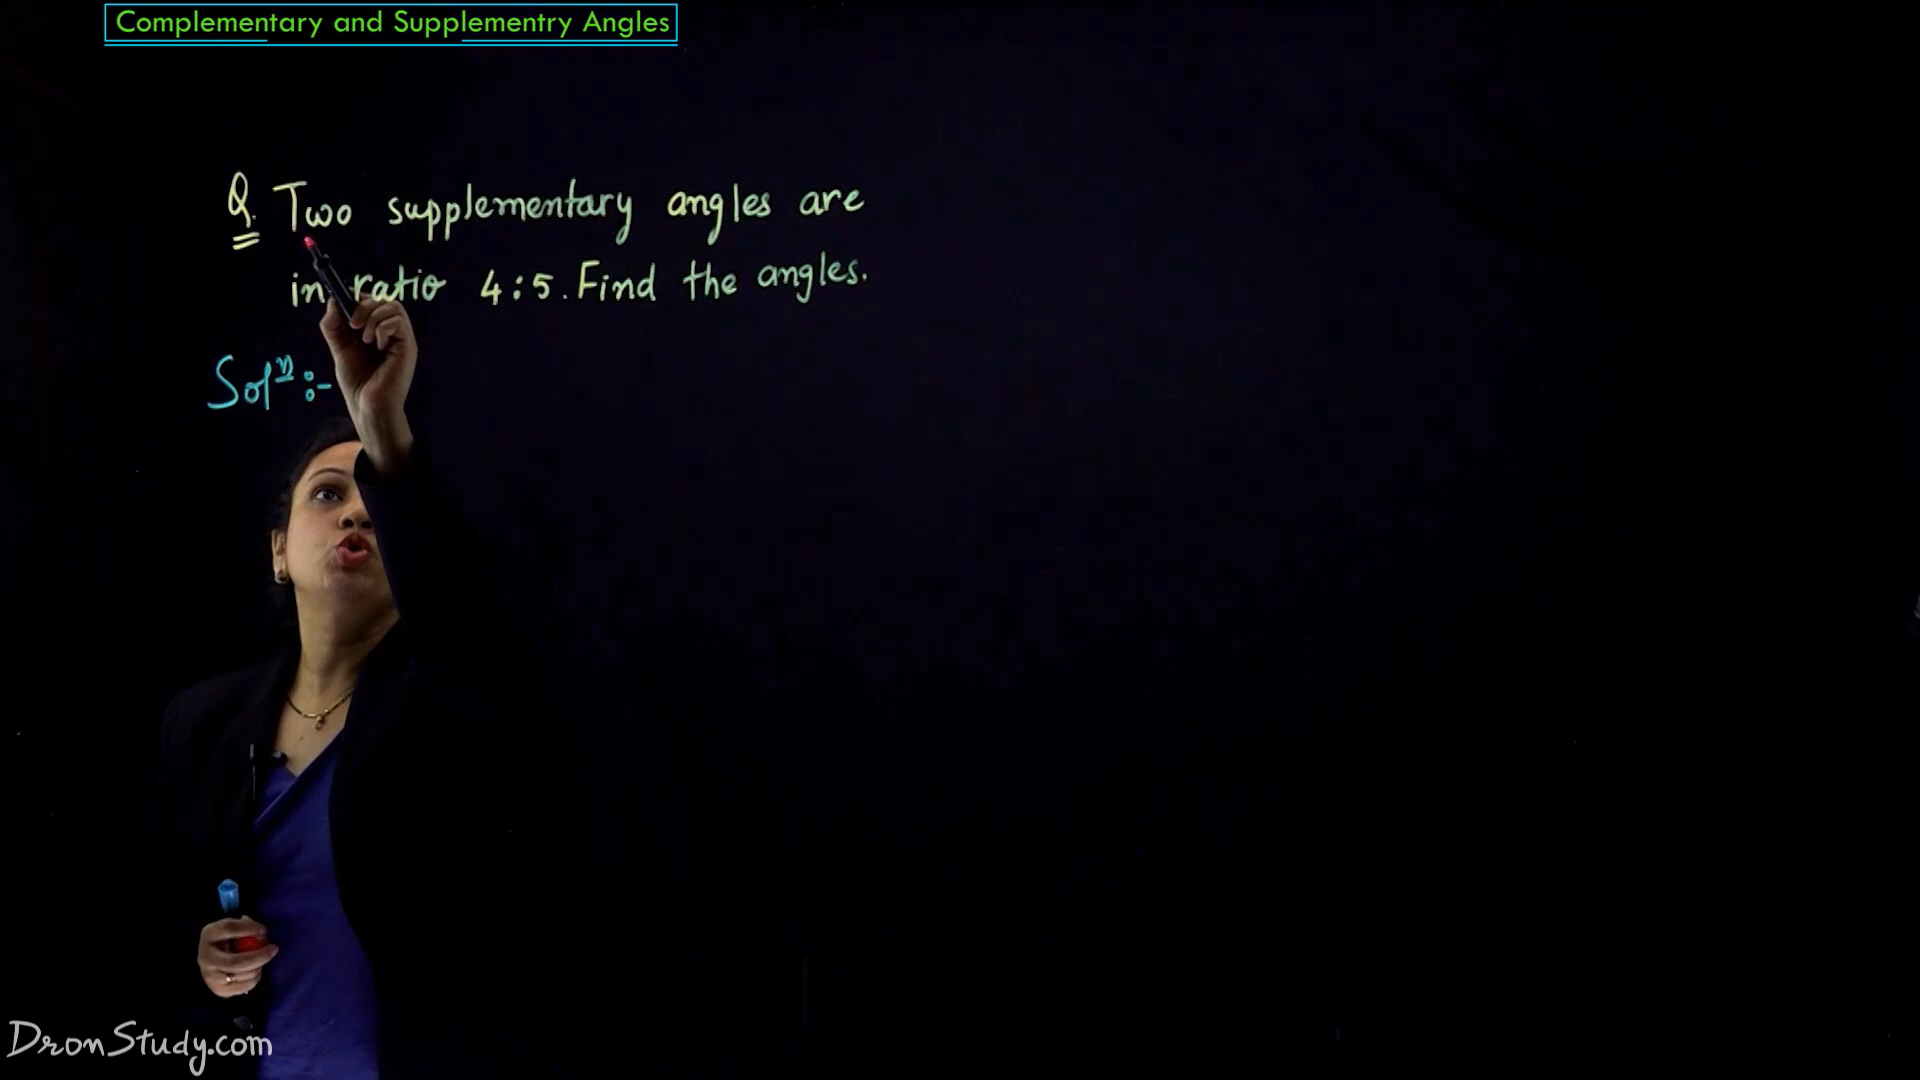 Complementary and Supplementry Angles
Q. Two supplementary angles are
in ratio 4:5. Find the angles.
Solⁿ :-
DronStudy.com